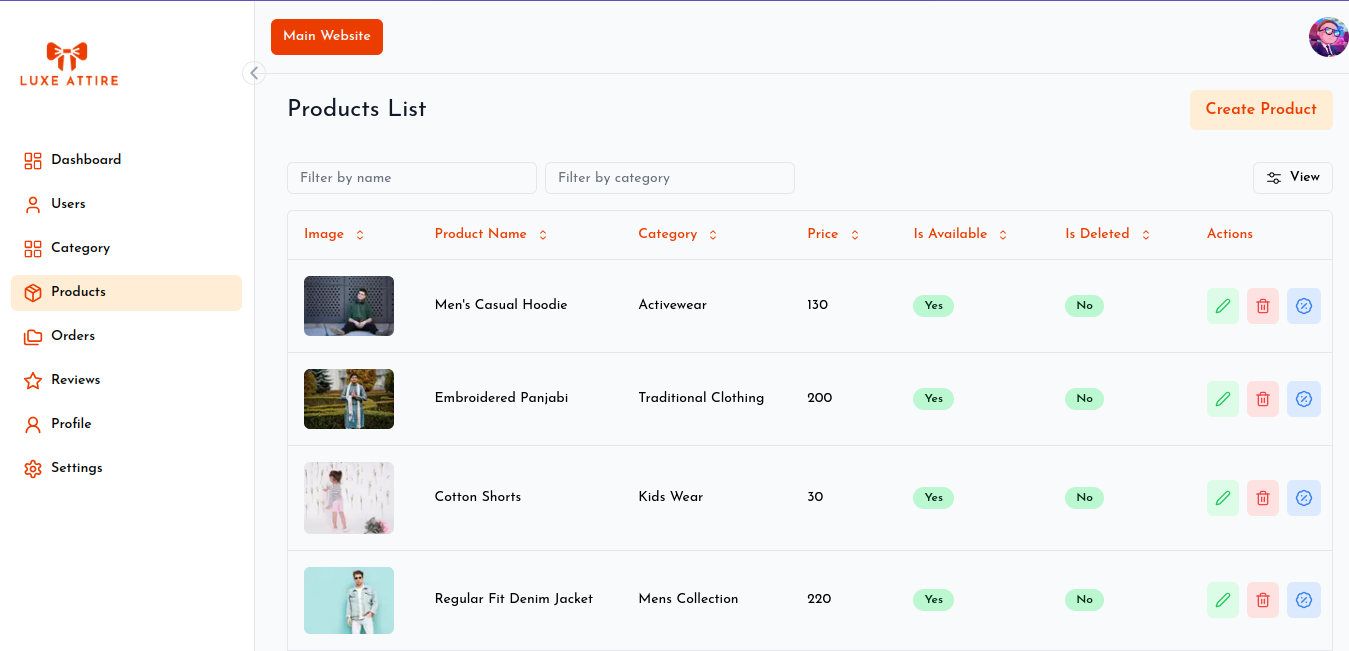 Main Website
LUXE ATTIRE
Products List
Create Product
Dashboard
Users
Category
Products
Orders
Reviews
Profile
Settings
Filter by name
Filter by category
View
Image Product Name Category Price Is Available Is Deleted Actions
Men's Casual Hoodie Activewear 130 Yes No
Embroidered Panjabi Traditional Clothing 200 Yes No
Cotton Shorts Kids Wear 30 Yes No
Regular Fit Denim Jacket Mens Collection 220 Yes No